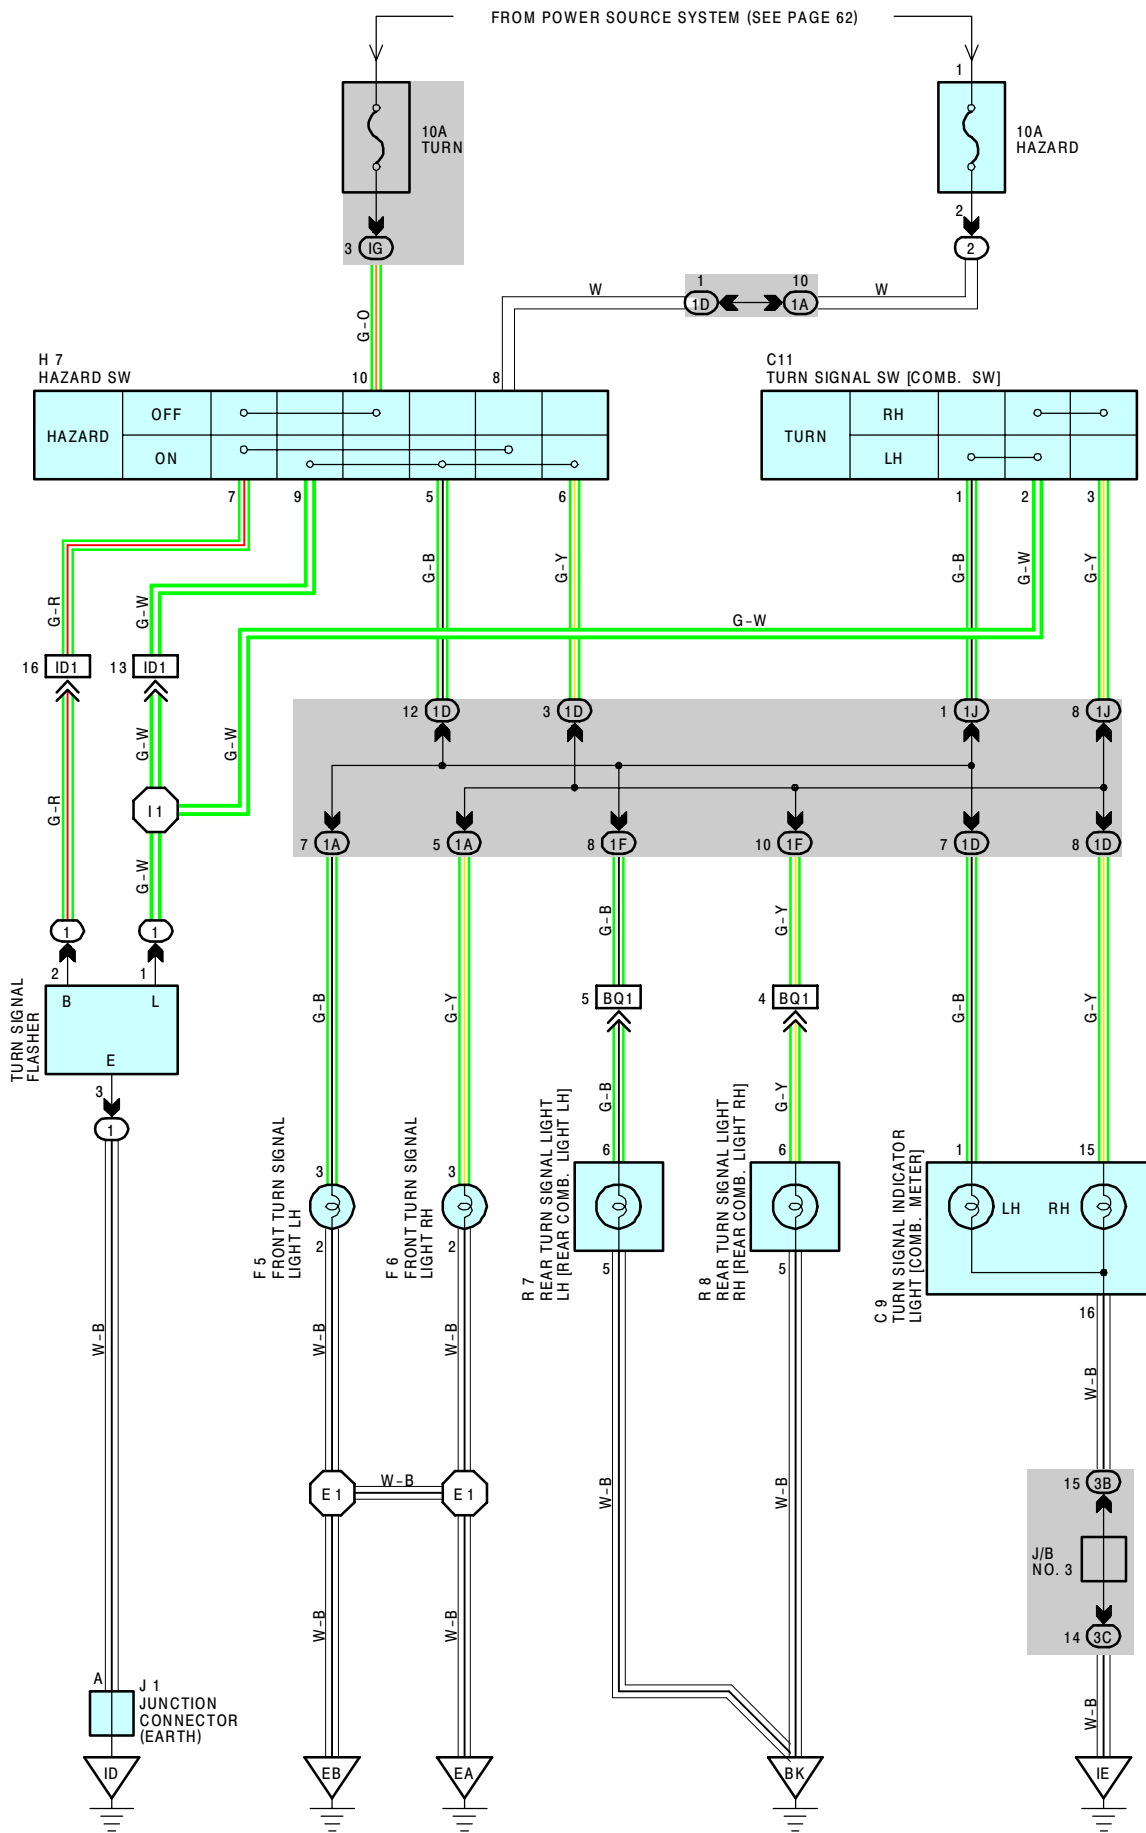 FROM POWER SOURCE SYSTEM (SEE PAGE 62)
1
10A
TURN
10A
HAZARD
2
3 IG
2
1 10
W 1D 1A W
G-O
H 7
HAZARD SW
10 8
C11
TURN SIGNAL SW [COMB. SW]
HAZARD OFF
ON
TURN RH
LH
7 9 5 6 1 2 3
G-R
G-W
G-B
G-Y
G-B
G-W
G-Y
G-W
16 ID1 13 ID1
12 1D 3 1D 1 1J 8 1J
G-R
G-W
G-W
I1
7 1A 5 1A 8 1F 10 1F 7 1D 8 1D
G-W
1 1
2 1
B L
E
TURN SIGNAL
FLASHER
3
1
G-B
G-Y
G-B
G-Y
G-B
G-Y
5 BQ1 4 BQ1
G-B
G-Y
3 3 6 6 1 15
LH RH
2 2 5 5
16
F 5
FRONT TURN SIGNAL
LIGHT LH
F 6
FRONT TURN SIGNAL
LIGHT RH
R 7
REAR TURN SIGNAL LIGHT
LH [REAR COMB. LIGHT LH]
R 8
REAR TURN SIGNAL LIGHT
RH [REAR COMB. LIGHT RH]
C 9
TURN SIGNAL INDICATOR
LIGHT [COMB. METER]
W-B
W-B
W-B
W-B
E1 W-B E1
W-B
W-B
15 3B
J/B
NO. 3
14 3C
W-B
W-B
W-B
A
J 1
JUNCTION
CONNECTOR
(EARTH)
ID EB EA BK IE